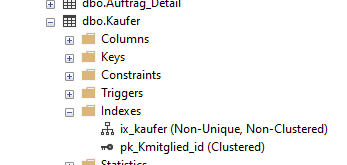 dbo.Auftrag_Detail
dbo.Kaufer
Columns
Keys
Constraints
Triggers
Indexes
ix_kaufer (Non-Unique, Non-Clustered)
pk_Kmitglied_id (Clustered)
Statistics